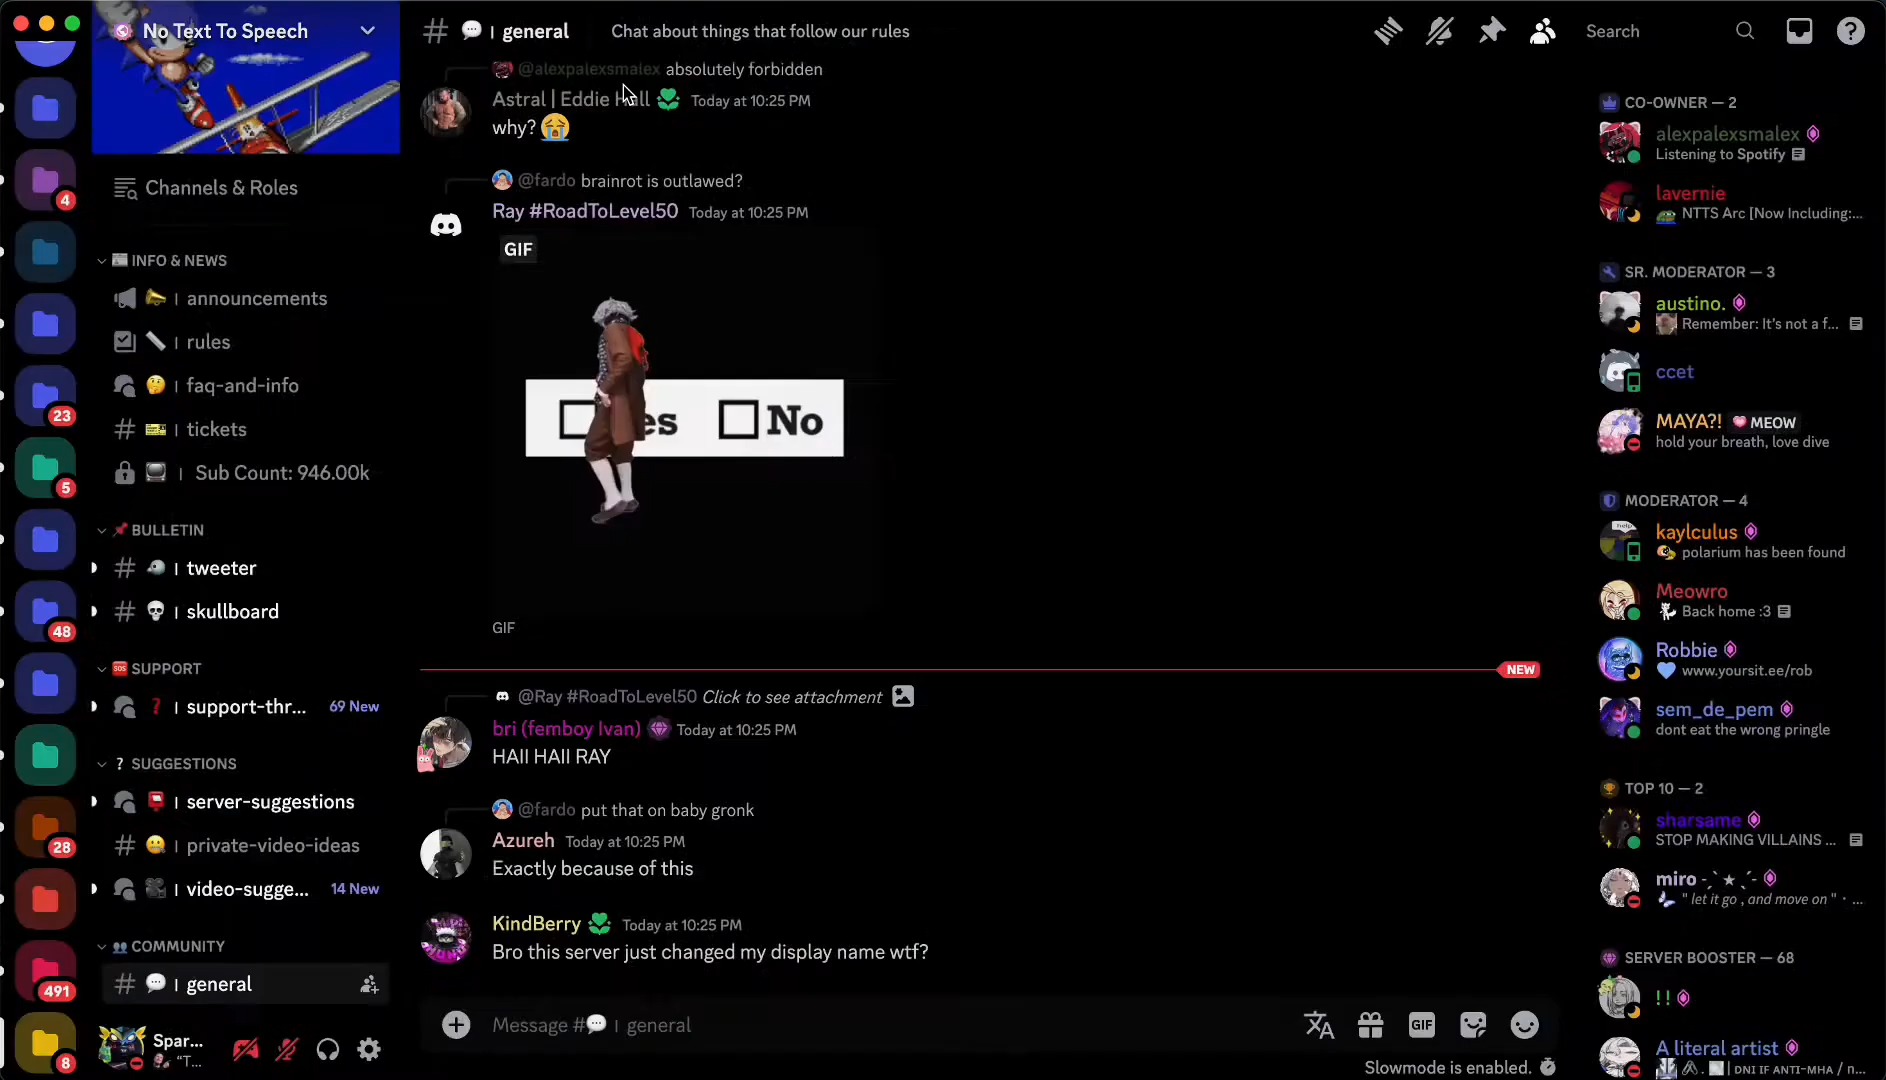 No Text To Speech
general
Chat about things that follow our rules
Search
4
23
5
48
28
491
8
Channels & Roles
INFO & NEWS
announcements
rules
faq-and-info
tickets
Sub Count: 946.00k
BULLETIN
tweeter
skullboard
SUPPORT
support-thr... 69 New
SUGGESTIONS
server-suggestions
private-video-ideas
video-sugge... 14 New
COMMUNITY
general
Spar...
"T...
@alexpalexsmalex absolutely forbidden
Astral | Eddie Hall Today at 10:25 PM
why?
@fardo brainrot is outlawed?
Ray #RoadToLevel50 Today at 10:25 PM
GIF
No
GIF
NEW
@Ray #RoadToLevel50 Click to see attachment
bri (femboy Ivan) Today at 10:25 PM
HAII HAII RAY
@fardo put that on baby gronk
Azureh Today at 10:25 PM
Exactly because of this
KindBerry Today at 10:25 PM
Bro this server just changed my display name wtf?
Message # general
GIF
Slowmode is enabled.
CO-OWNER — 2
alexpalexsmalex
Listening to Spotify
lavernie
NTTS Arc [Now Including:...
SR. MODERATOR — 3
austino.
Remember: It's not a f...
ccet
MAYA?! MEOW
hold your breath, love dive
MODERATOR — 4
kaylculus
polarium has been found
Meowro
Back home :3
Robbie
www.yoursit.ee/rob
sem_de_pem
dont eat the wrong pringle
TOP 10 — 2
sharsame
STOP MAKING VILLAINS ...
miro
" let it go , and move on " · ...
SERVER BOOSTER — 68
! !
A literal artist
DNI IF ANTI-MHA / n...